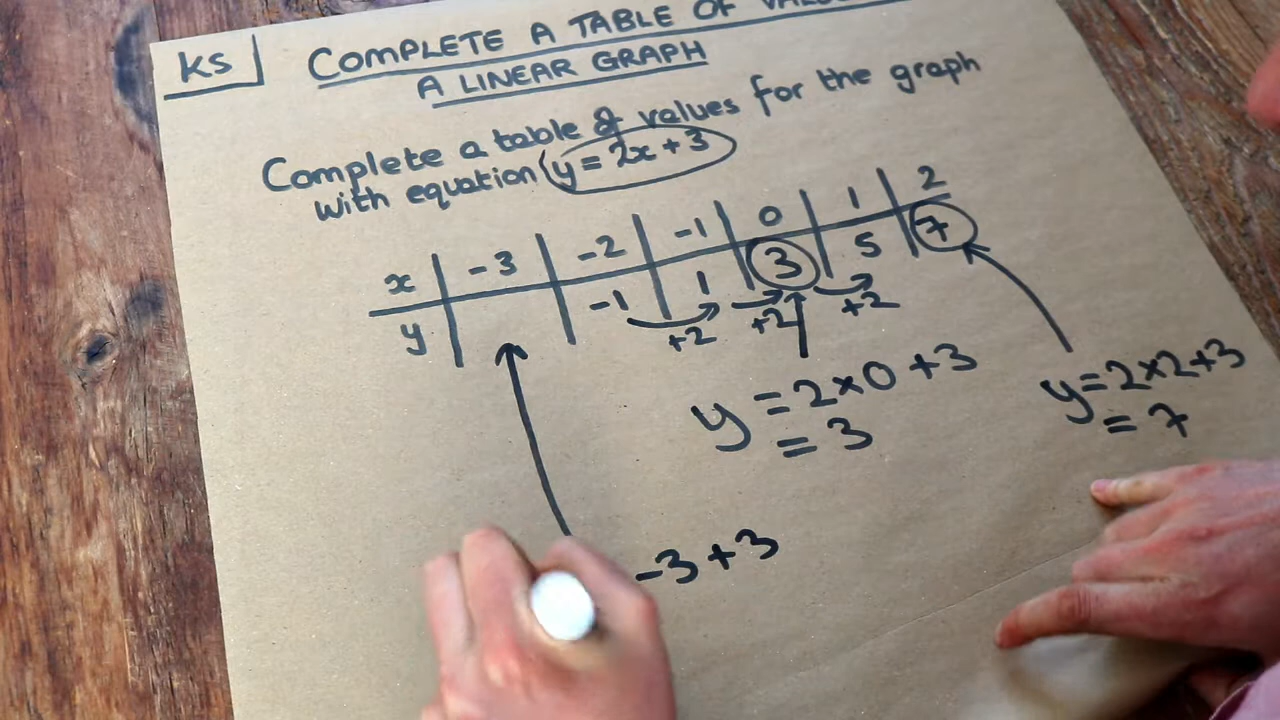 KS
COMPLETE A TABLE OF
A LINEAR GRAPH
Complete a table of values for the graph
with equation y = 2x + 3
x -3 -2 -1 0 1 2
y -1 1 3 5 7
+2 +2 +2
y = 2×0 + 3
= 3
y = 2×2+3
= 7
-3 + 3